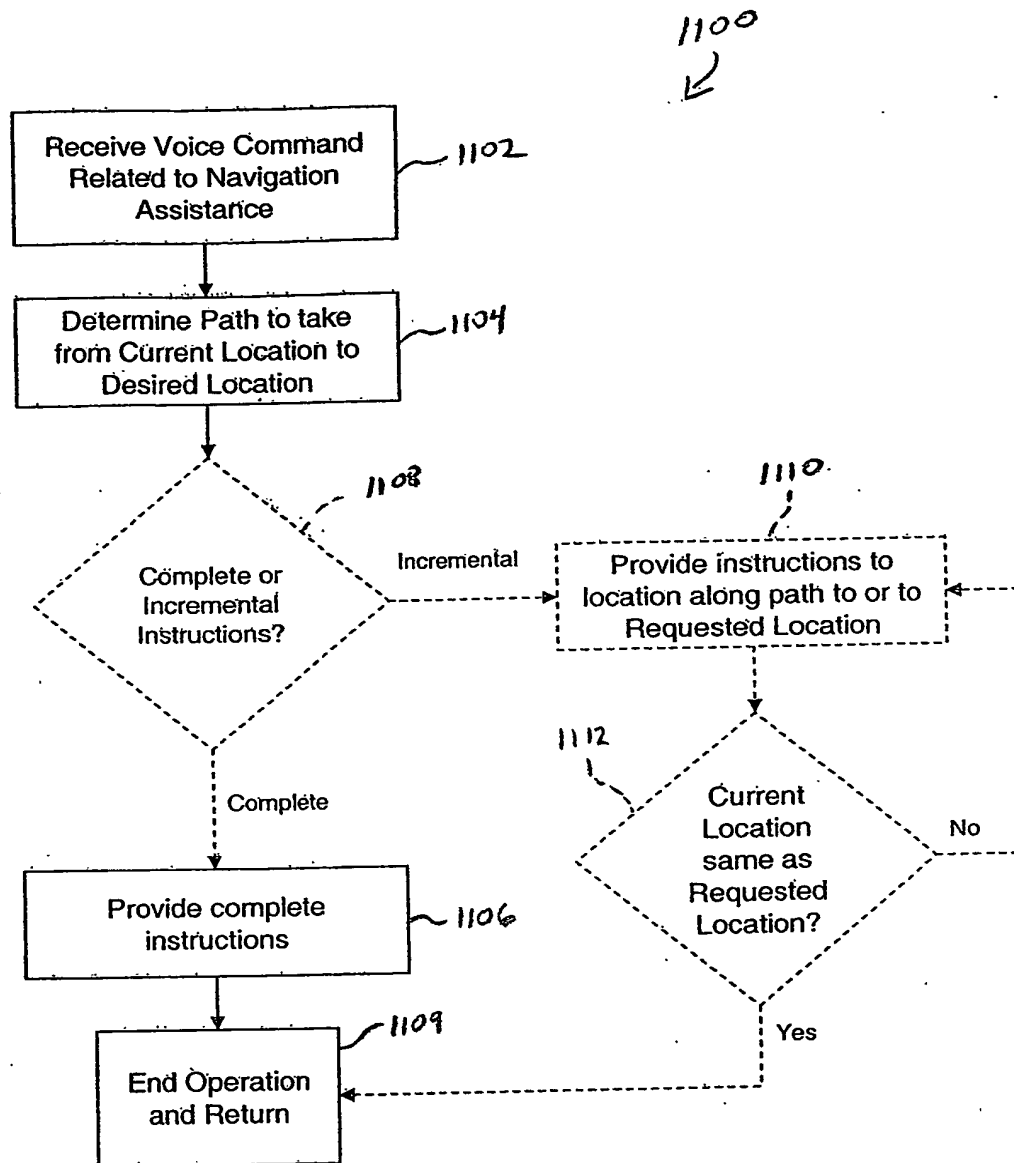 1100
Receive Voice Command
Related to Navigation
Assistance
1102
Determine Path to take
from Current Location to
Desired Location
1104
1108
Complete or
Incremental
Instructions?
Incremental
1110
Provide instructions to
location along path to or to
Requested Location
1112
Current
Location
same as
Requested
Location?
No
Complete
Provide complete
instructions
1106
Yes
1109
End Operation
and Return